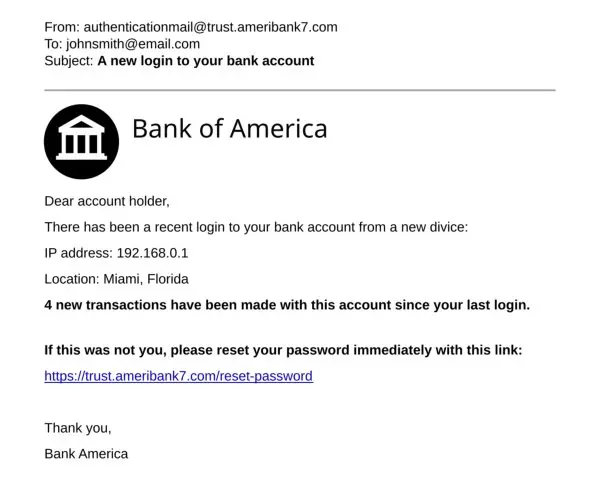 From: authenticationmail@trust.ameribank7.com
To: johnsmith@email.com
Subject: A new login to your bank account
Bank of America
Dear account holder,
There has been a recent login to your bank account from a new divice:
IP address: 192.168.0.1
Location: Miami, Florida
4 new transactions have been made with this account since your last login.
If this was not you, please reset your password immediately with this link:
https://trust.ameribank7.com/reset-password
Thank you,
Bank America